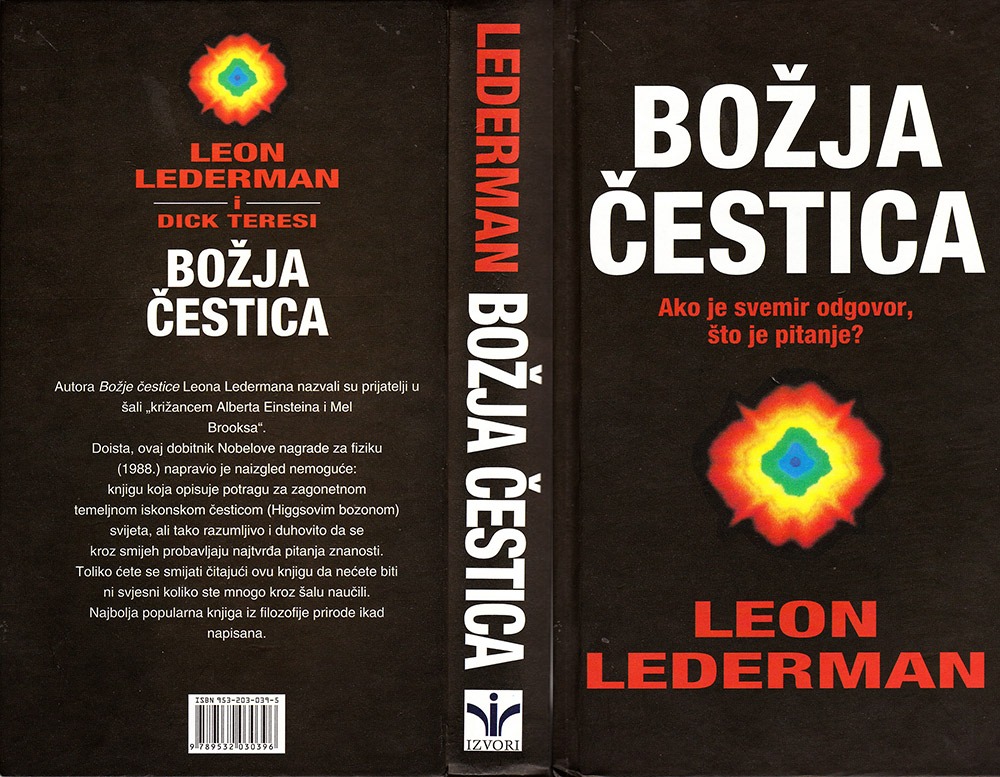 LEON
LEDERMAN
i
DICK TERESI
BOŽJA
ČESTICA
Autora Božje čestice Leona Ledermana nazvali su prijatelji u
šali „križancem Alberta Einsteina i Mel
Brooksa“.
Doista, ovaj dobitnik Nobelove nagrade za fiziku
(1988.) napravio je naizgled nemoguće:
knjigu koja opisuje potragu za zagonetnom
temeljnom iskonskom česticom (Higgsovim bozonom)
svijeta, ali tako razumljivo i duhovito da se
kroz smijeh probavljaju najtvrđa pitanja znanosti.
Toliko ćete se smijati čitajući ovu knjigu da nećete biti
ni svjesni koliko ste mnogo kroz šalu naučili.
Najbolja popularna knjiga iz filozofije prirode ikad
napisana.
ISBN 953-203-039-5
9 789532 030396
LEDERMAN BOŽJA ČESTICA
IZVORI
BOŽJA
ČESTICA
Ako je svemir odgovor,
što je pitanje?
LEON
LEDERMAN